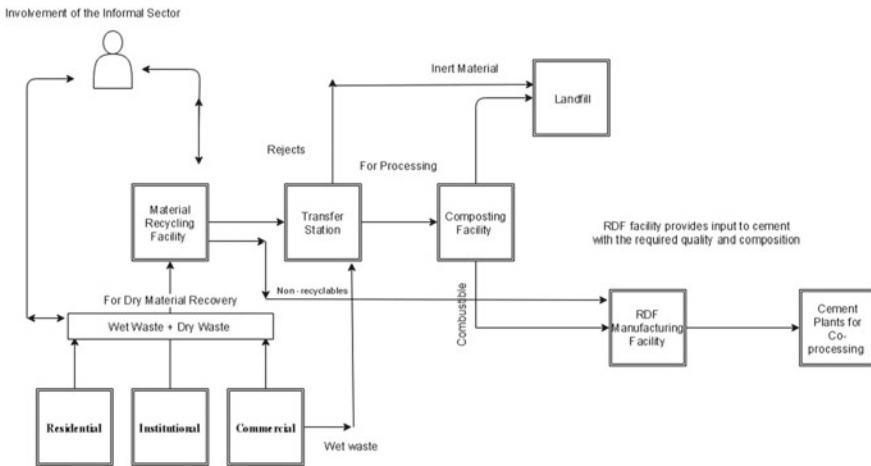 Involvement of the Informal Sector
Inert Material
Landfill
Rejects
For Processing
Material
Recycling
Facility
Transfer
Station
Composting
Facility
RDF facility provides input to cement
with the required quality and composition
For Dry Material Recovery
Non - recyclables
Combustible
Wet Waste + Dry Waste
RDF
Manufacturing
Facility
Cement
Plants for
Co-
processing
Residential
Institutional
Commercial
Wet waste